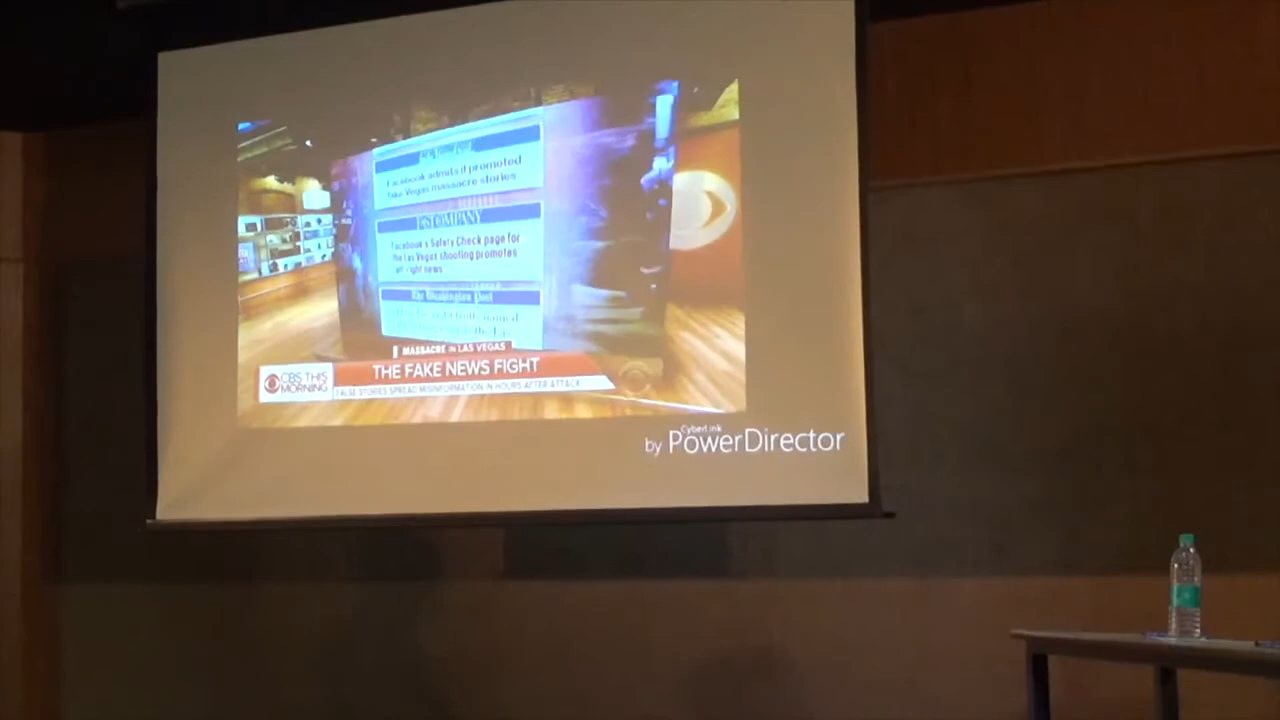 Facebook admits it promoted
fake Vegas massacre stories
FAST COMPANY
Facebook's Safety Check page for
the Las Vegas shooting promotes
alt-right news
The Washington Post
MASSACRE IN LAS VEGAS
THE FAKE NEWS FIGHT
CBS THIS
MORNING
FALSE STORIES SPREAD MISINFORMATION IN HOURS AFTER ATTACK
CyberLink
by PowerDirector